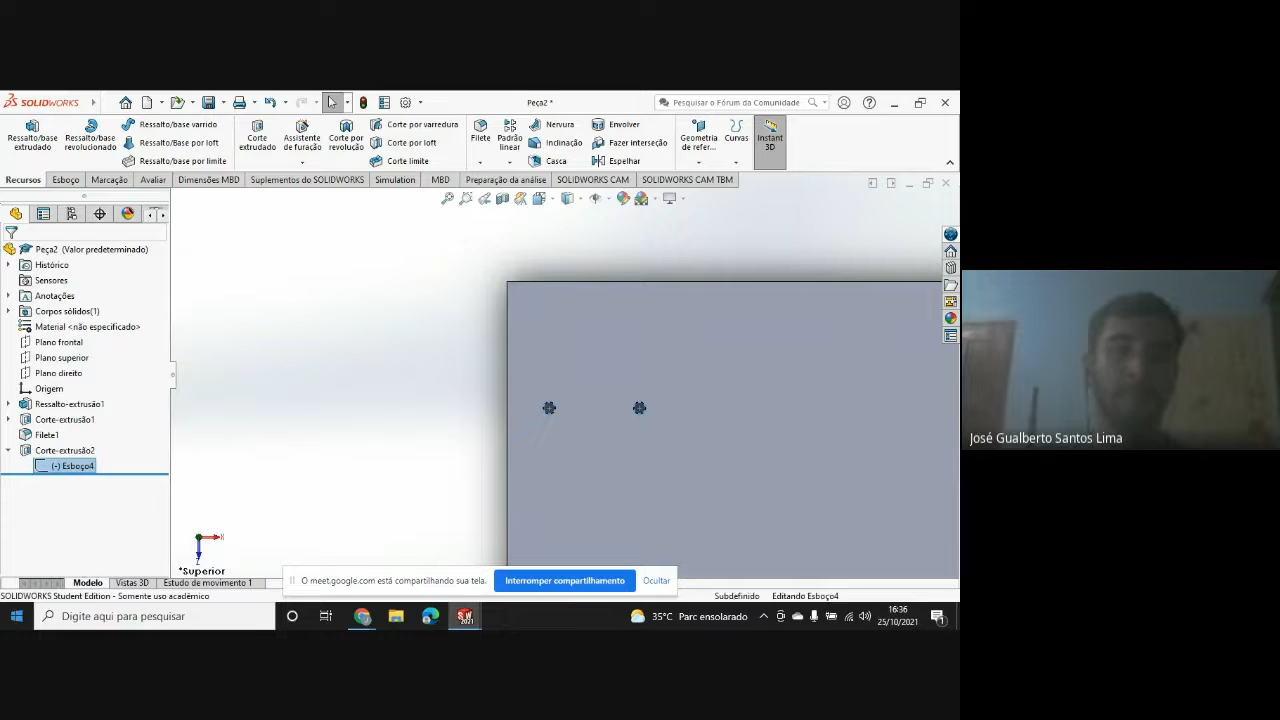 SOLIDWORKS
Peça2 *
Pesquisar o Fórum da Comunidade
Ressalto/base extrudado
Ressalto/base revolucionado
Ressalto/base varrido
Ressalto/Base por loft
Ressalto/base por limite
Corte extrudado
Assistente de furação
Corte por revolução
Corte por varredura
Corte por loft
Corte limite
Filete
Padrão linear
Nervura
Inclinação
Casca
Envolver
Fazer interseção
Espelhar
Geometria de refer...
Curvas
Instant 3D
Recursos
Esboço
Marcação
Avaliar
Dimensões MBD
Suplementos do SOLIDWORKS
Simulation
MBD
Preparação da análise
SOLIDWORKS CAM
SOLIDWORKS CAM TBM
Peça2 (Valor predeterminado)
Histórico
Sensores
Anotações
Corpos sólidos(1)
Material <não especificado>
Plano frontal
Plano superior
Plano direito
Origem
Ressalto-extrusão1
Corte-extrusão1
Filete1
Corte-extrusão2
(-) Esboço4
José Gualberto Santos Lima
X
Z
*Superior
O meet.google.com está compartilhando sua tela.
Interromper compartilhamento
Ocultar
Modelo
Vistas 3D
Estudo de movimento 1
SOLIDWORKS Student Edition - Somente uso acadêmico
Subdefinido
Editando Esboço4
Digite aqui para pesquisar
SW
2021
35°C Parc ensolarado
16:36
25/10/2021
1